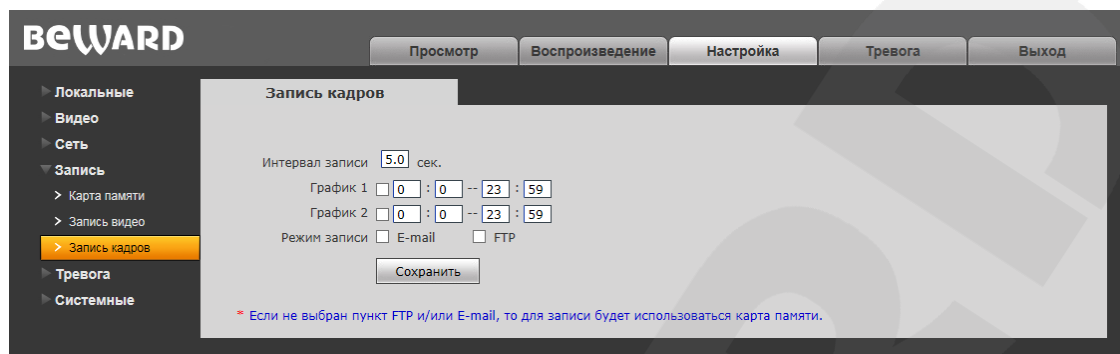 BEWARD
Просмотр Воспроизведение Настройка Тревога Выход
Локальные
Видео
Сеть
Запись
Карта памяти
Запись видео
Запись кадров
Тревога
Системные
Запись кадров
Интервал записи 5.0 сек.
График 1 0 : 0 -- 23 : 59
График 2 0 : 0 -- 23 : 59
Режим записи E-mail FTP
Сохранить
* Если не выбран пункт FTP и/или E-mail, то для записи будет использоваться карта памяти.